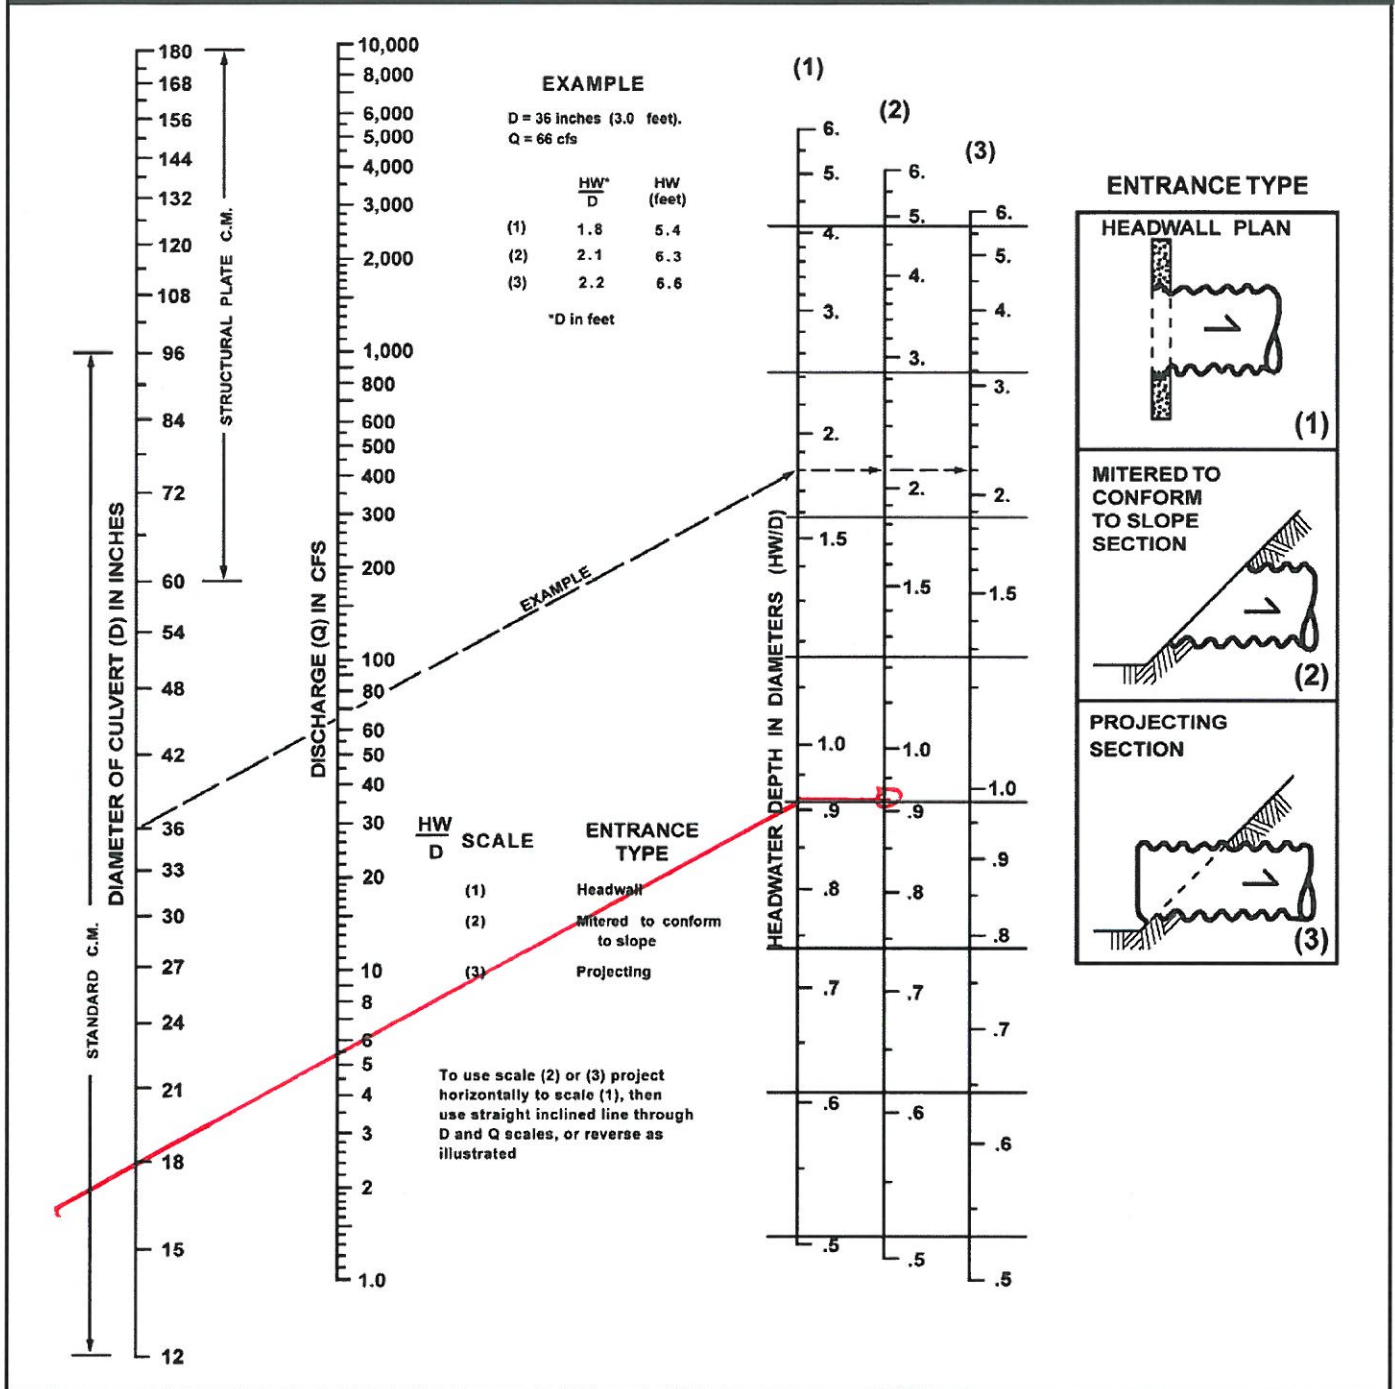 180
168
156
144
132
120
108
96
84
72
60
54
48
42
36
33
30
27
24
21
18
15
12
STANDARD C.M.
DIAMETER OF CULVERT (D) IN INCHES
STRUCTURAL PLATE C.M.
10,000
8,000
6,000
5,000
4,000
3,000
2,000
1,000
800
600
500
400
300
200
100
80
60
50
40
30
20
10
8
6
5
4
3
2
1.0
DISCHARGE (Q) IN CFS
EXAMPLE
D = 36 inches (3.0 feet).
Q = 66 cfs
HW* HW
D (feet)
(1) 1.8 5.4
(2) 2.1 6.3
(3) 2.2 6.6
*D in feet
EXAMPLE
HW SCALE ENTRANCE
D TYPE
(1) Headwall
(2) Mitered to conform
to slope
(3) Projecting
To use scale (2) or (3) project
horizontally to scale (1), then
use straight inclined line through
D and Q scales, or reverse as
illustrated
HEADWATER DEPTH IN DIAMETERS (HW/D)
(1)
6.
5.
4.
3.
2.
1.5
1.0
.9
.8
.7
.6
.5
(2)
6.
5.
4.
3.
2.
1.5
1.0
.9
.8
.7
.6
.5
(3)
6.
5.
4.
3.
2.
1.5
1.0
.9
.8
.7
.6
.5
ENTRANCE TYPE
HEADWALL PLAN
(1)
MITERED TO
CONFORM
TO SLOPE
SECTION
(2)
PROJECTING
SECTION
(3)